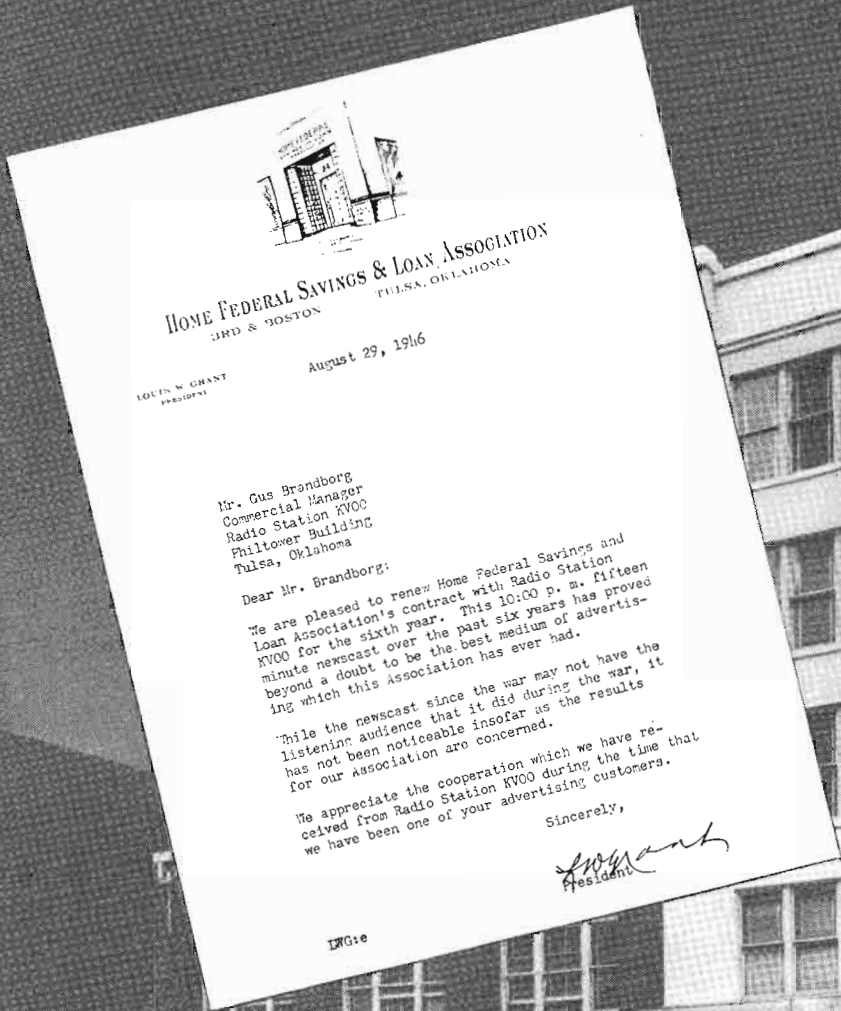 HOME FEDERAL
HOME FEDERAL SAVINGS & LOAN ASSOCIATION
3RD & BOSTON TULSA, OKLAHOMA
LOUIS W GRANT
PRESIDENT
August 29, 1946
Mr. Gus Brandborg
Commercial Manager
Radio Station KVOO
Philtower Building
Tulsa, Oklahoma
Dear Mr. Brandborg:
We are pleased to renew Home Federal Savings and
Loan Association's contract with Radio Station
KVOO for the sixth year. This 10:00 p. m. fifteen
minute newscast over the past six years has proved
beyond a doubt to be the best medium of advertis-
ing which this Association has ever had.
While the newscast since the war may not have the
listening audience that it did during the war, it
has not been noticeable insofar as the results
for our Association are concerned.
We appreciate the cooperation which we have re-
ceived from Radio Station KVOO during the time that
we have been one of your advertising customers.
Sincerely,
LWGrant
President
LWG:e